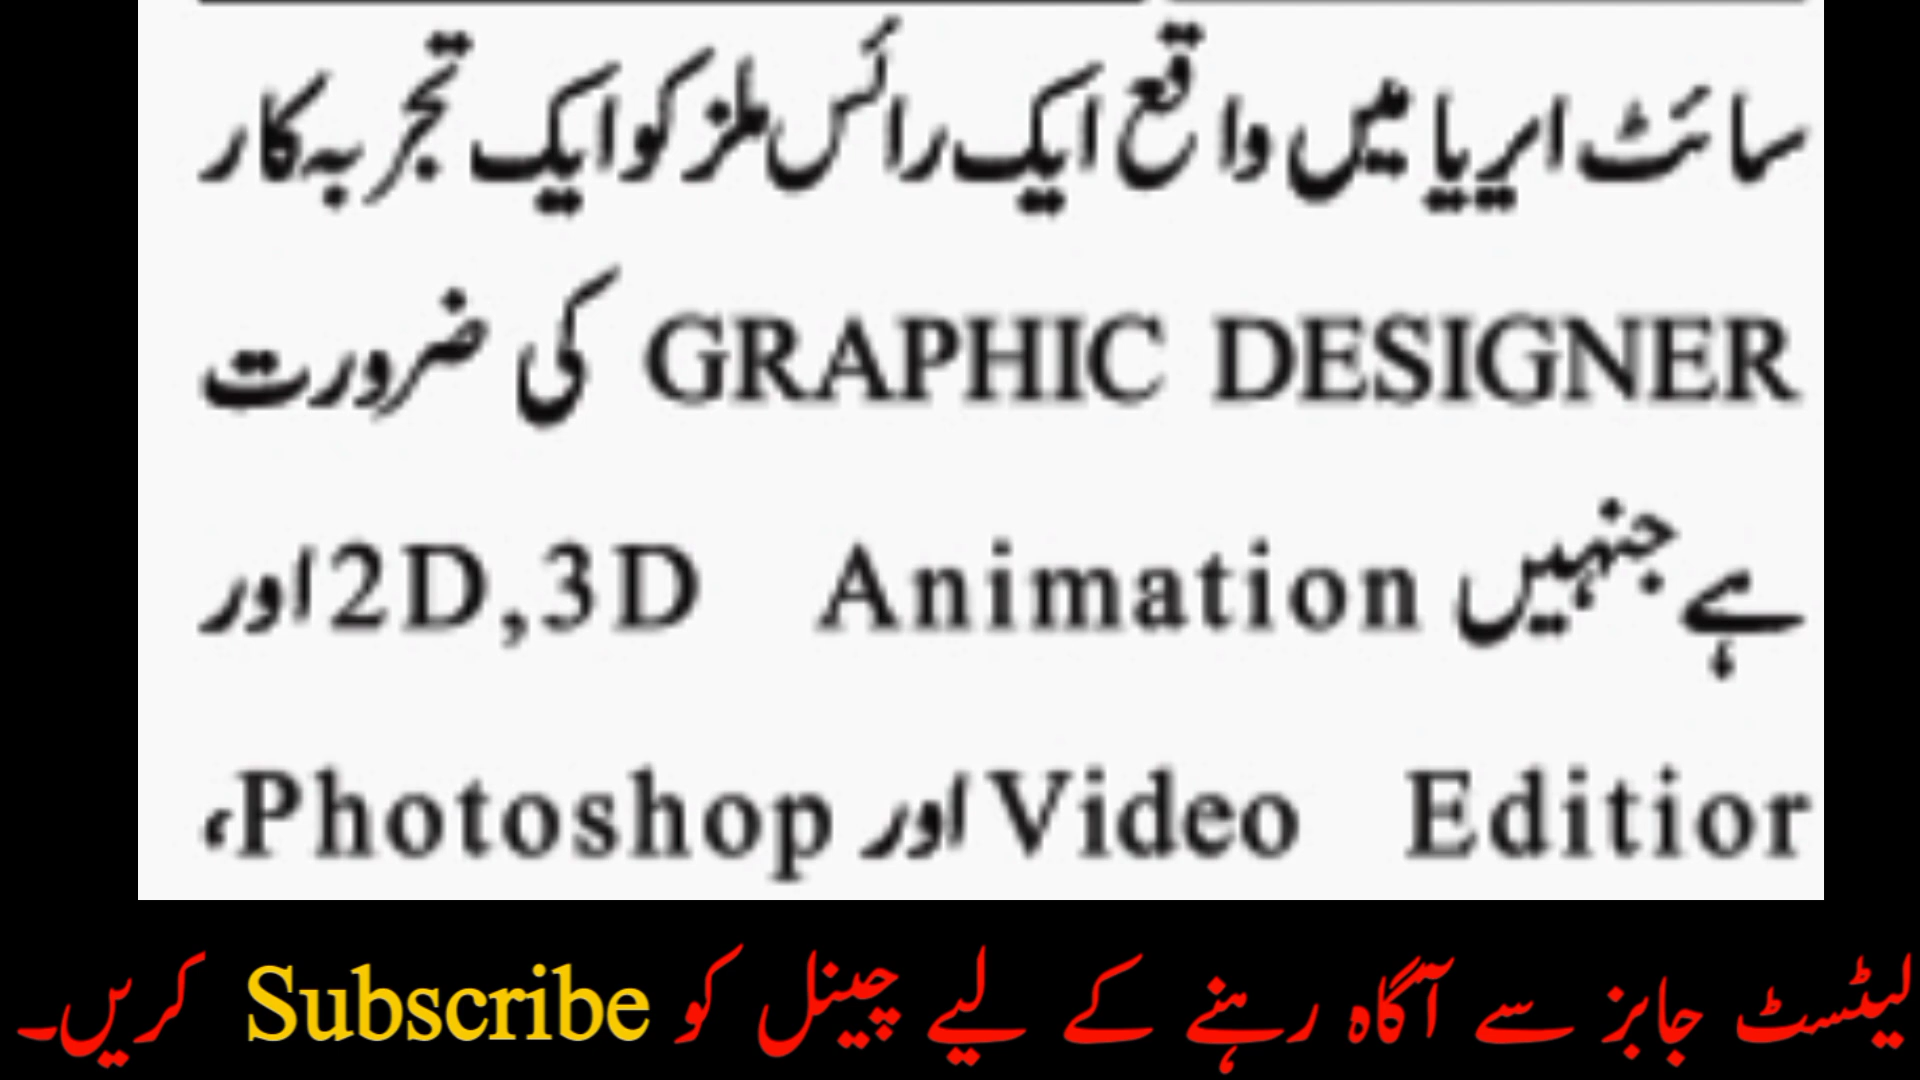 سائٹ ایریا میں واقع ایک رائس ملز کو ایک تجربہ کار
GRAPHIC DESIGNER کی ضرورت
ہے جنہیں 2D,3D Animation اور
Video Editior اور Photoshop،
لیٹسٹ جابز سے آگاہ رہنے کے لیے چینل کو Subscribe کریں۔